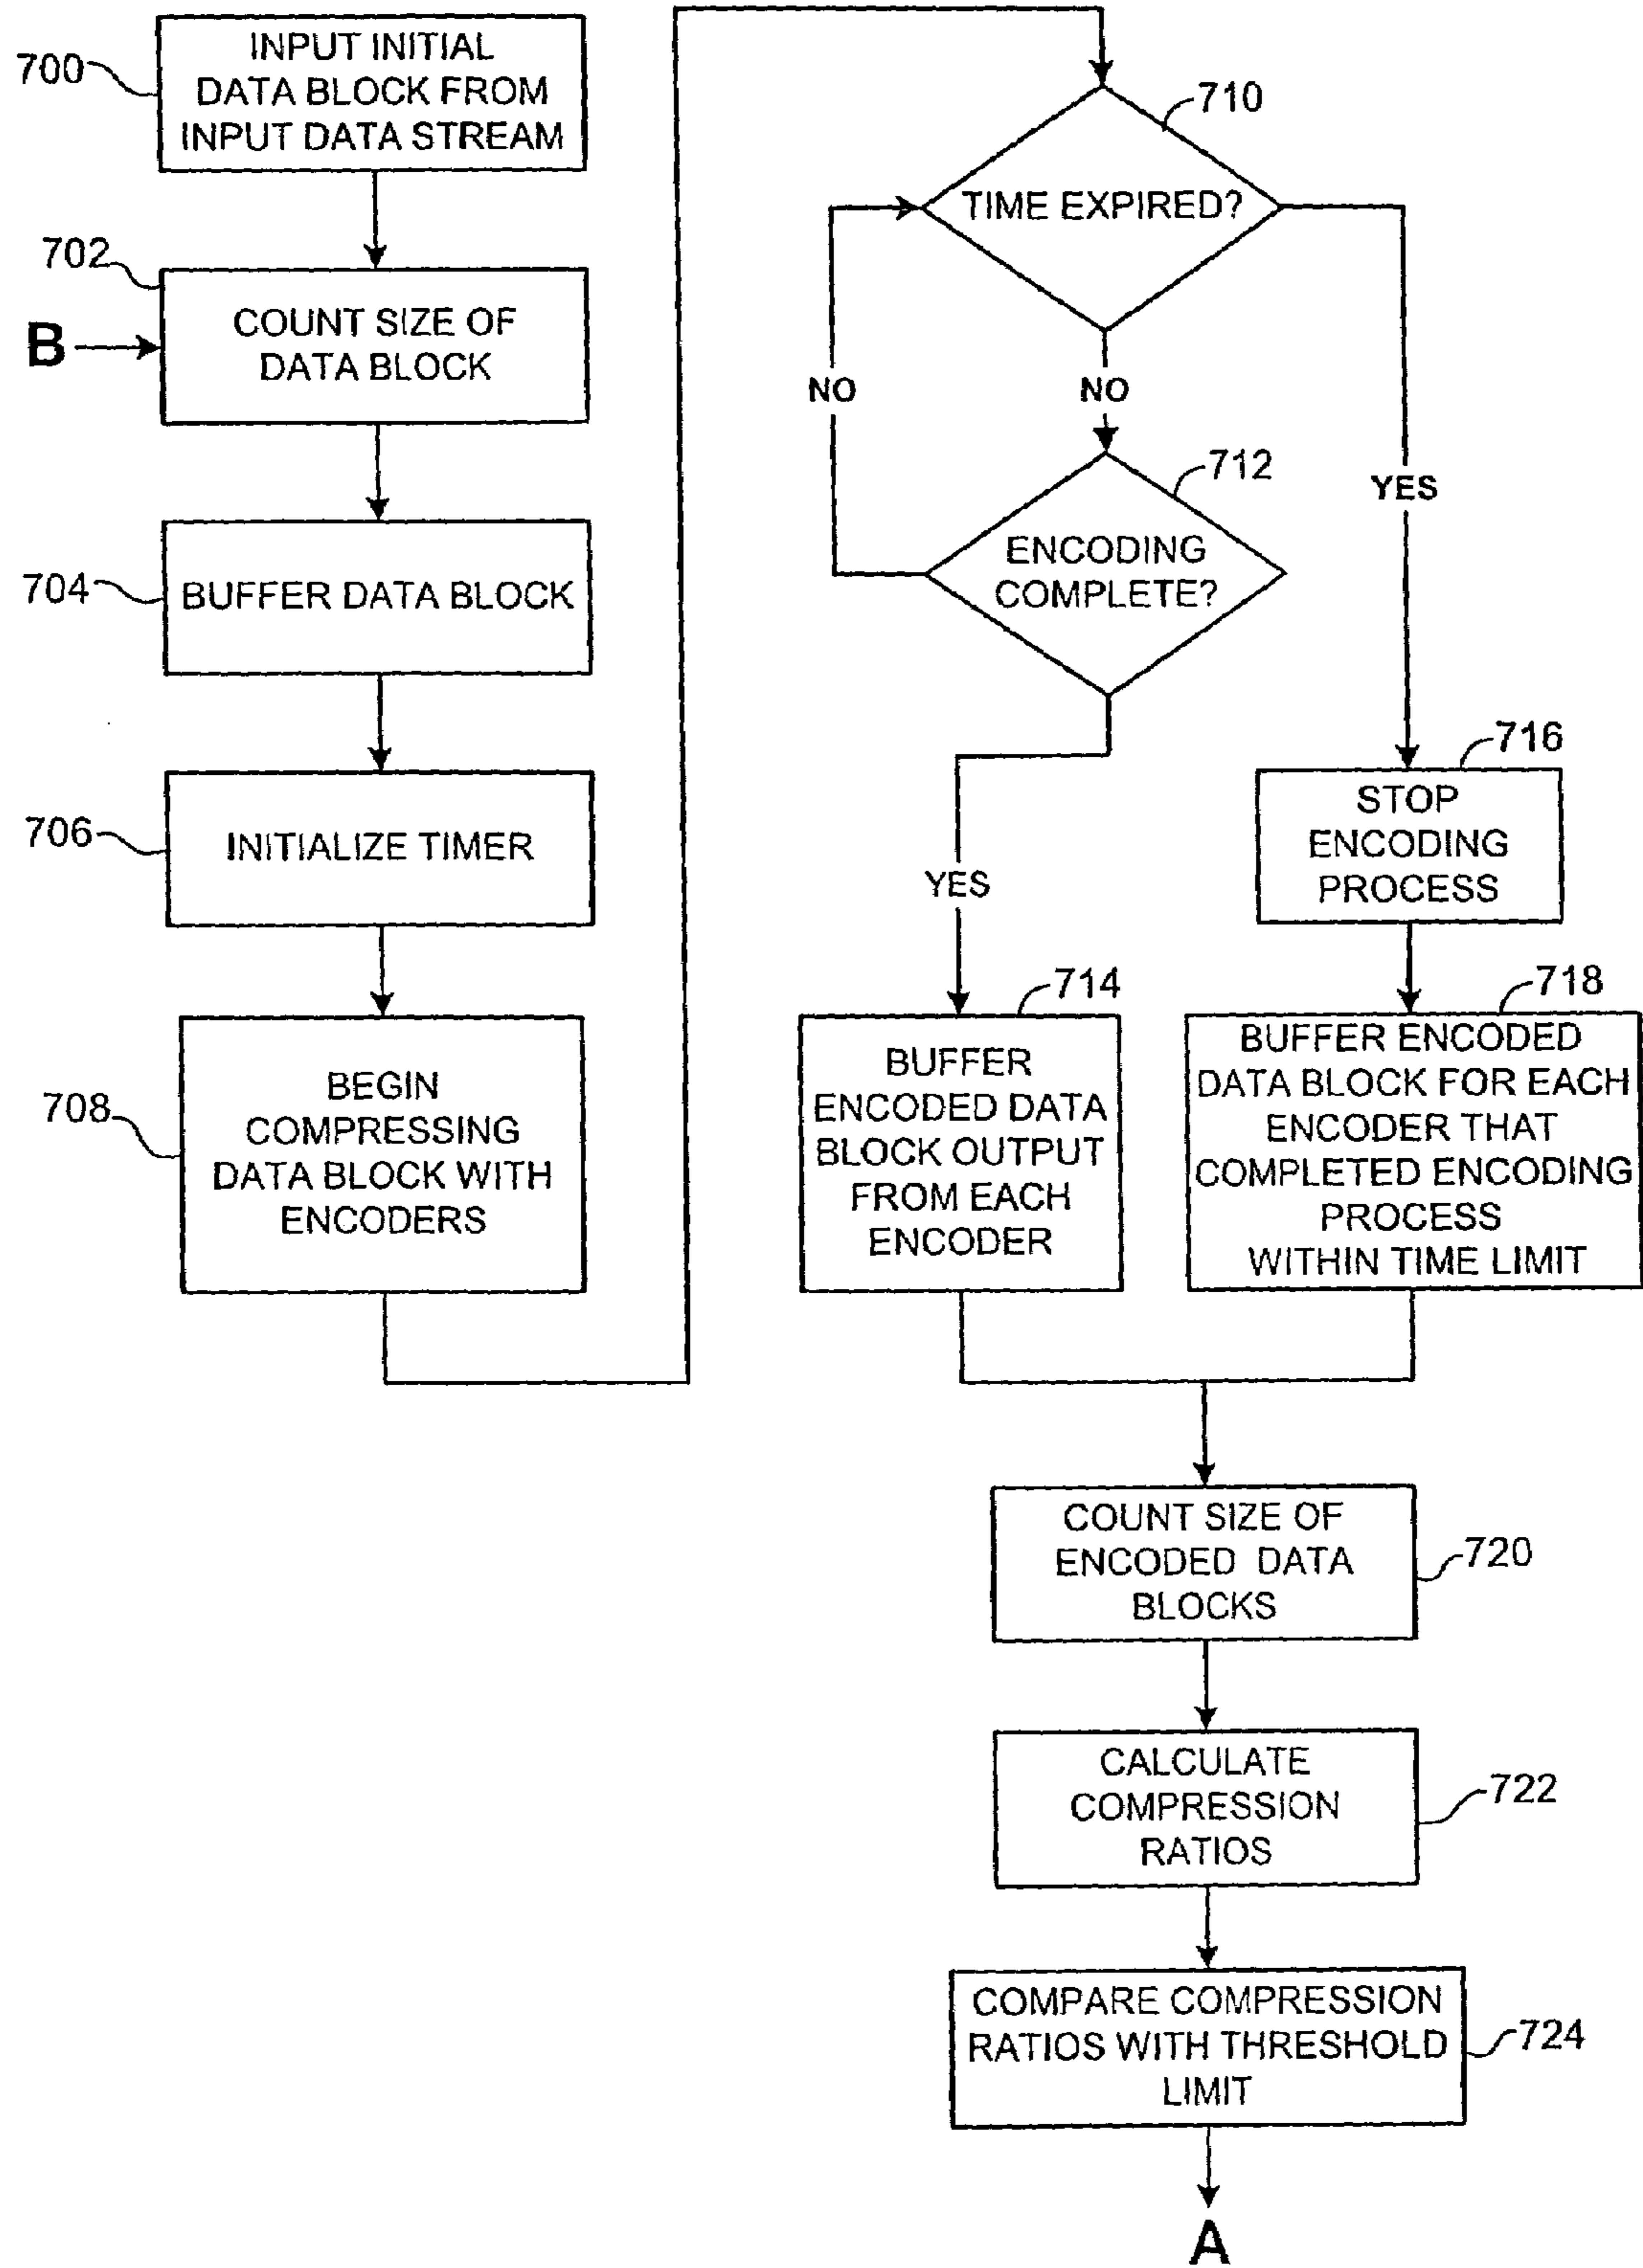 700
INPUT INITIAL
DATA BLOCK FROM
INPUT DATA STREAM
702
B
COUNT SIZE OF
DATA BLOCK
704
BUFFER DATA BLOCK
706
INITIALIZE TIMER
708
BEGIN
COMPRESSING
DATA BLOCK WITH
ENCODERS
710
TIME EXPIRED?
NO
NO
YES
712
ENCODING
COMPLETE?
YES
716
STOP
ENCODING
PROCESS
714
BUFFER
ENCODED DATA
BLOCK OUTPUT
FROM EACH
ENCODER
718
BUFFER ENCODED
DATA BLOCK FOR EACH
ENCODER THAT
COMPLETED ENCODING
PROCESS
WITHIN TIME LIMIT
COUNT SIZE OF
ENCODED DATA
BLOCKS
720
CALCULATE
COMPRESSION
RATIOS
722
COMPARE COMPRESSION
RATIOS WITH THRESHOLD
LIMIT
724
A